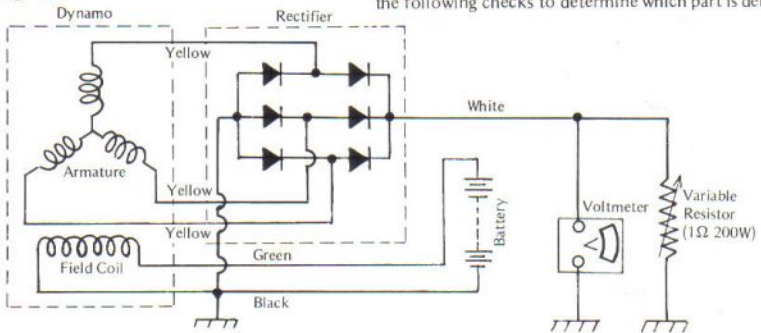 the following checks to determine which part is de
Dynamo
Rectifier
Yellow
White
Armature
Yellow
Battery
Voltmeter
V
Variable
Resistor
(1Ω 200W)
Yellow
Green
Field Coil
Black